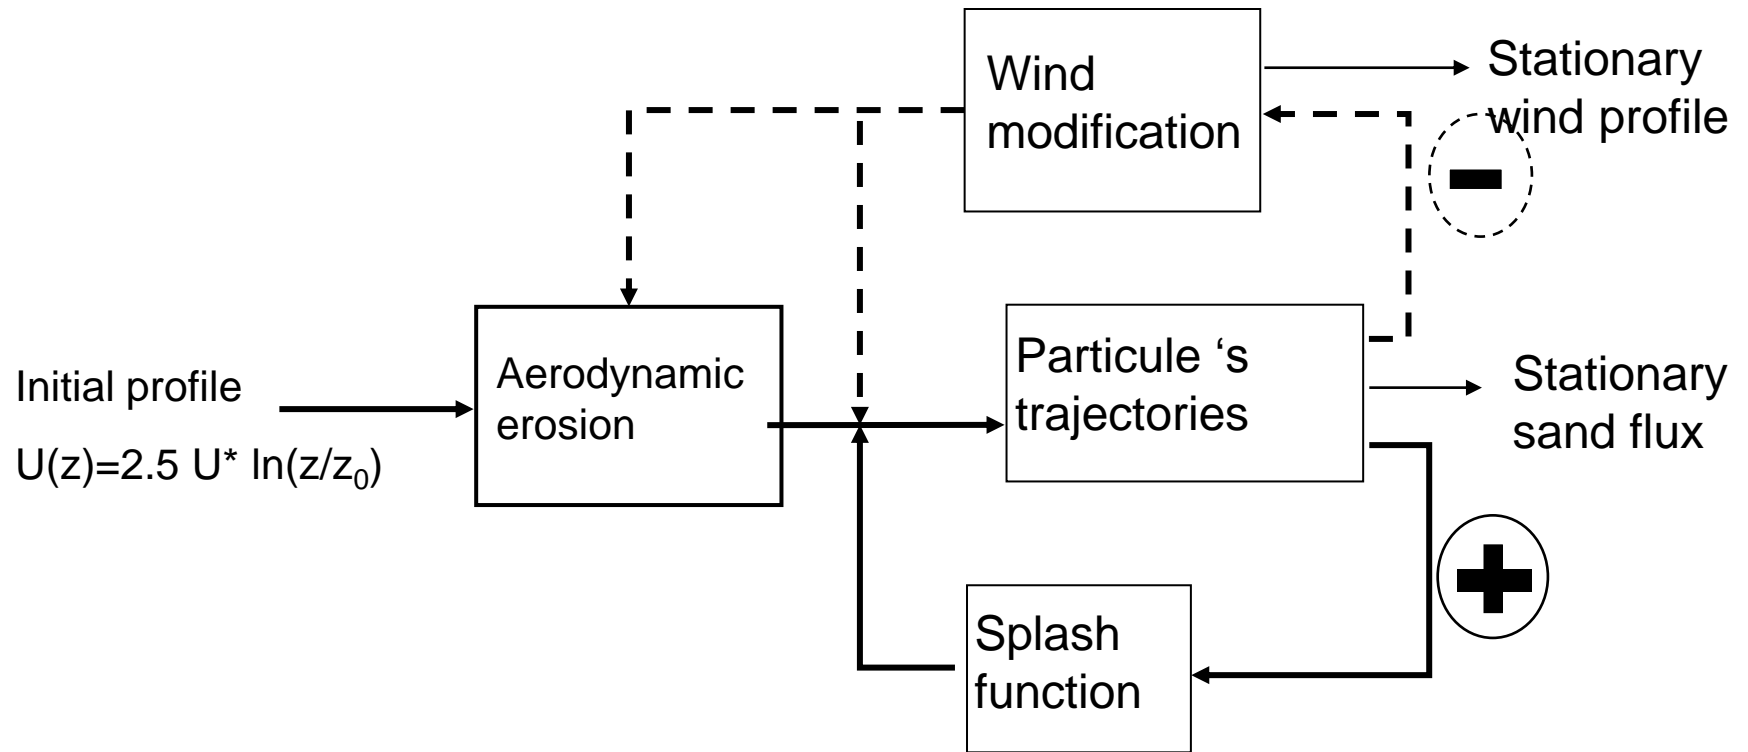 Wind
modification
Stationary
wind profile
-
Initial profile
U(z)=2.5 U* ln(z/z₀)
Aerodynamic
erosion
Particule ‘s
trajectories
Stationary
sand flux
+
Splash
function